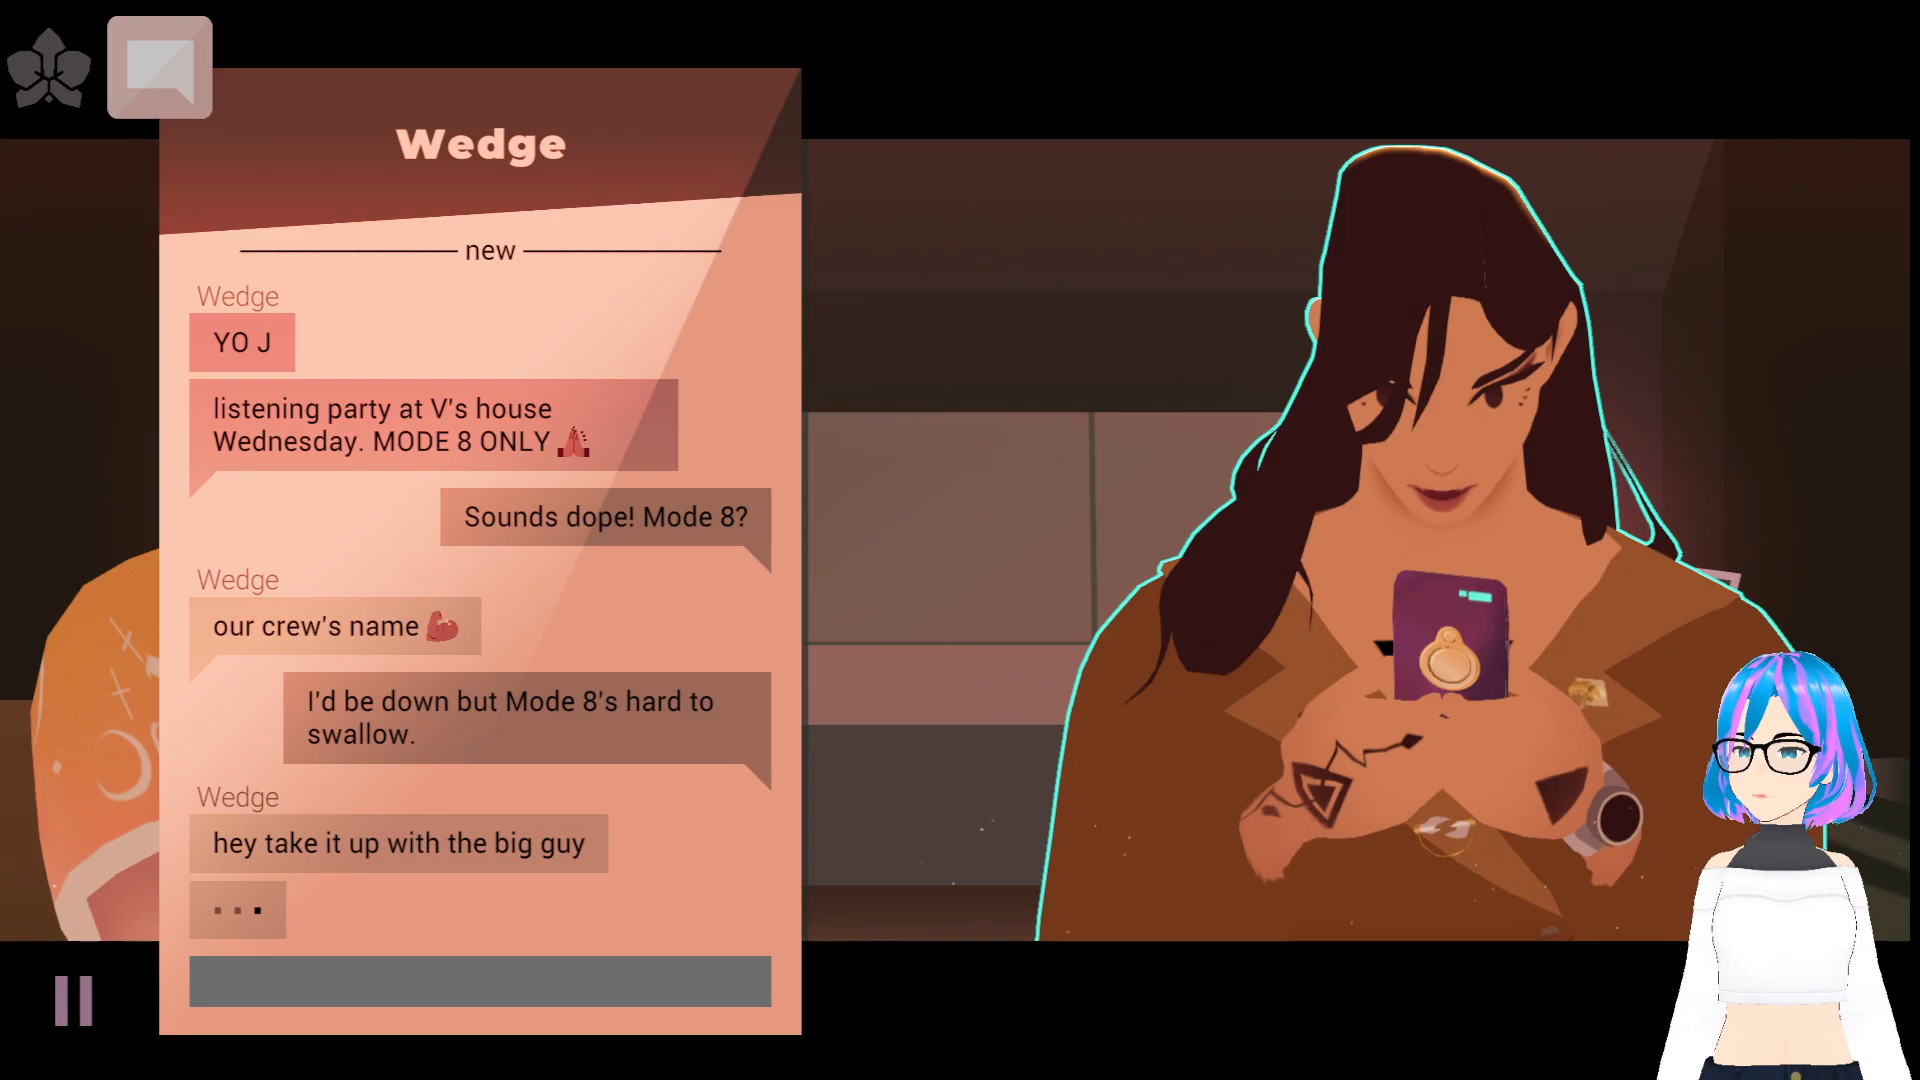 Wedge
new
Wedge
YO J
listening party at V's house
Wednesday. MODE 8 ONLY
Sounds dope! Mode 8?
Wedge
our crew's name
I'd be down but Mode 8's hard to
swallow.
Wedge
hey take it up with the big guy
...